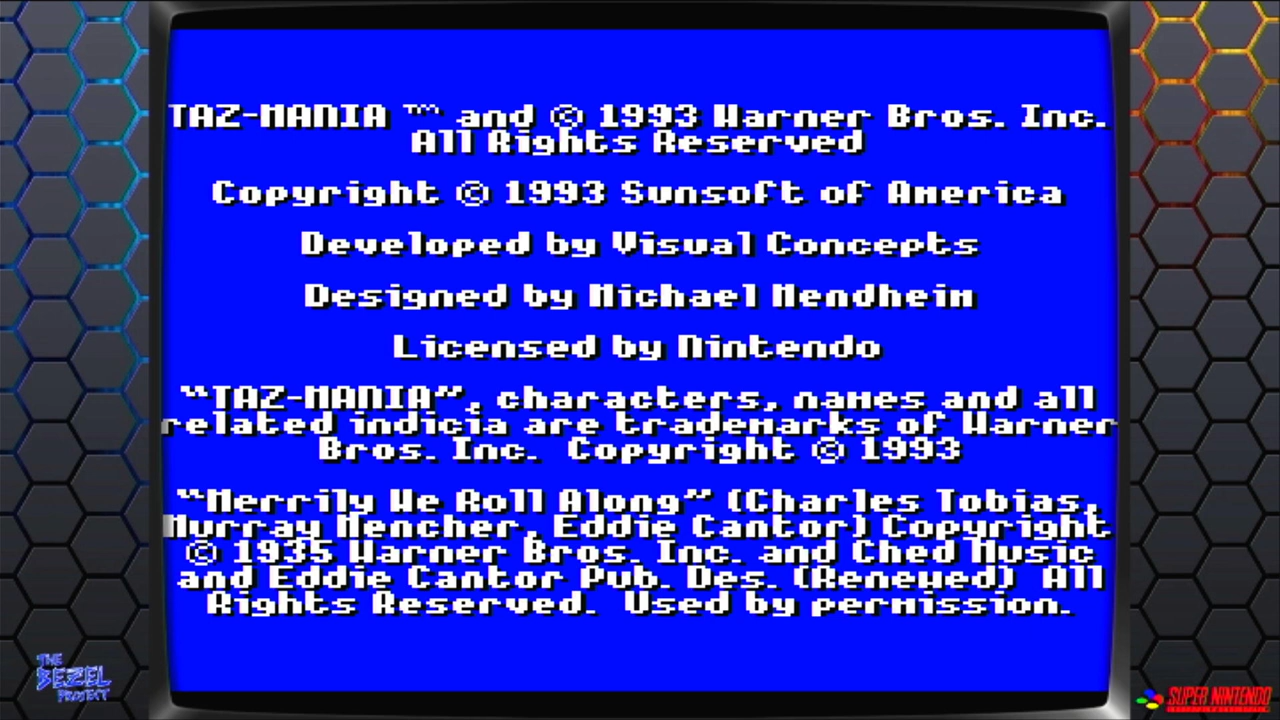 TAZ-MANIA ™ and © 1993 Warner Bros. Inc.
All Rights Reserved
Copyright © 1993 Sunsoft of America
Developed by Visual Concepts
Designed by Michael Mendheim
Licensed by Nintendo
"TAZ-MANIA", characters, names and all
related indicia are trademarks of Warner
Bros. Inc. Copyright © 1993
"Merrily We Roll Along" (Charles Tobias,
Murray Mencher, Eddie Cantor) Copyright
© 1935 Warner Bros. Inc. and Ched Music
and Eddie Cantor Pub. Des. (Renewed) All
Rights Reserved. Used by permission.
THE
BEZEL
PROJECT
SUPER NINTENDO